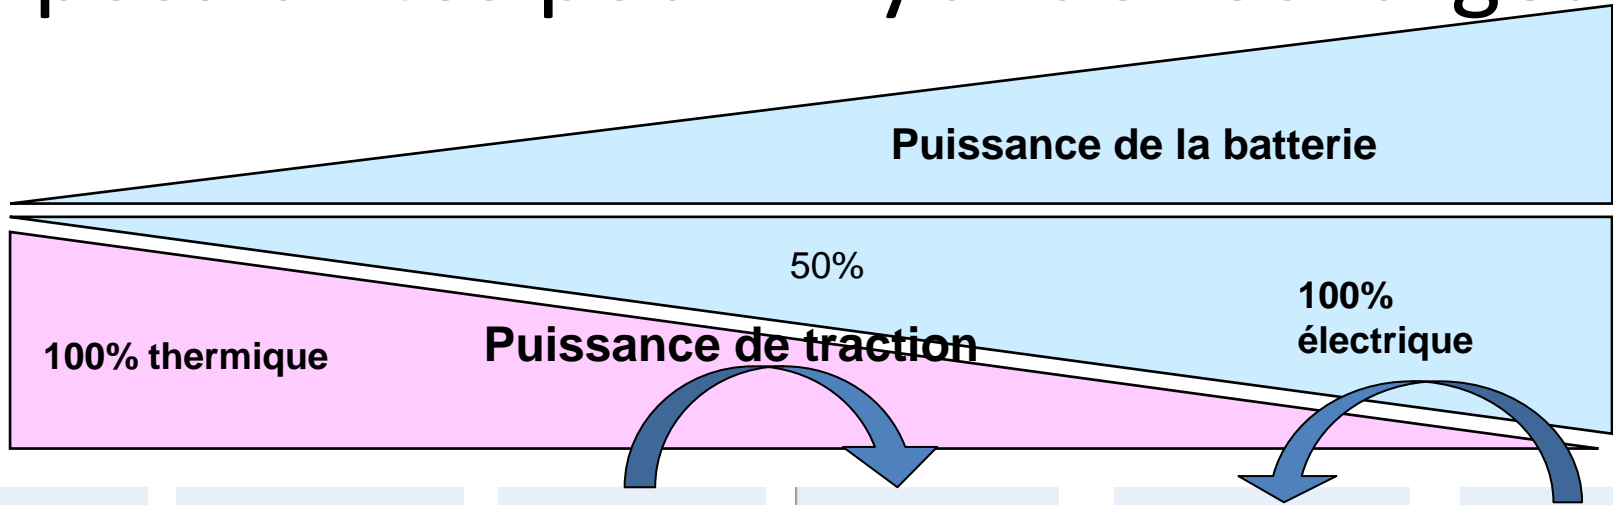 Puissance de la batterie
50%
100%
électrique
Puissance de traction
100% thermique